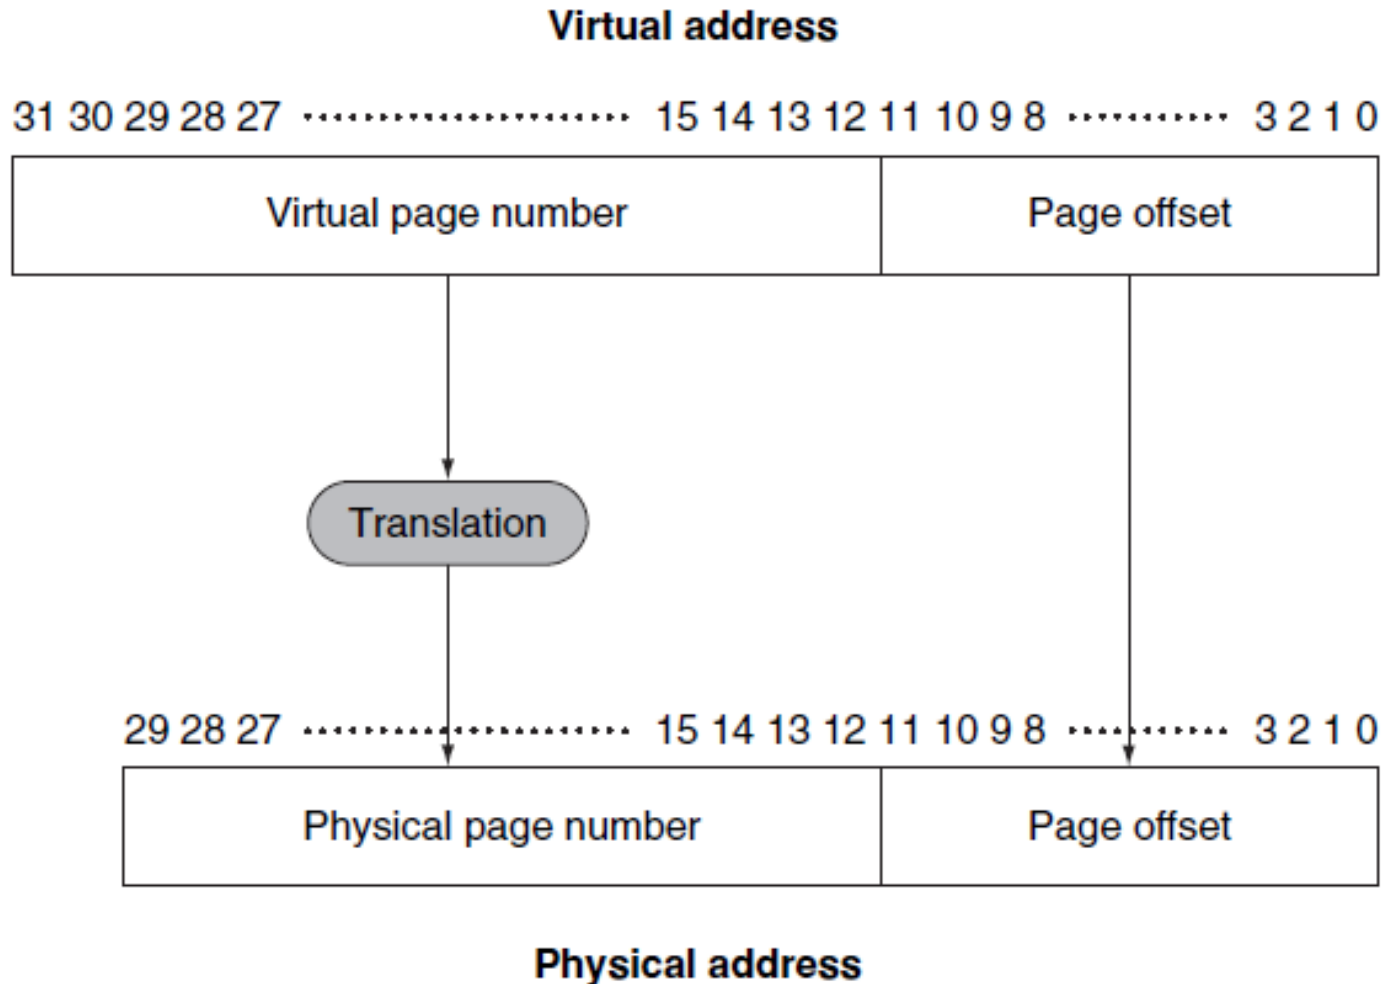 Virtual address
31 30 29 28 27 ·················· 15 14 13 12 11 10 9 8 ·········· 3 2 1 0
Virtual page number Page offset
Translation
29 28 27 ·················· 15 14 13 12 11 10 9 8 ·········· 3 2 1 0
Physical page number Page offset
Physical address